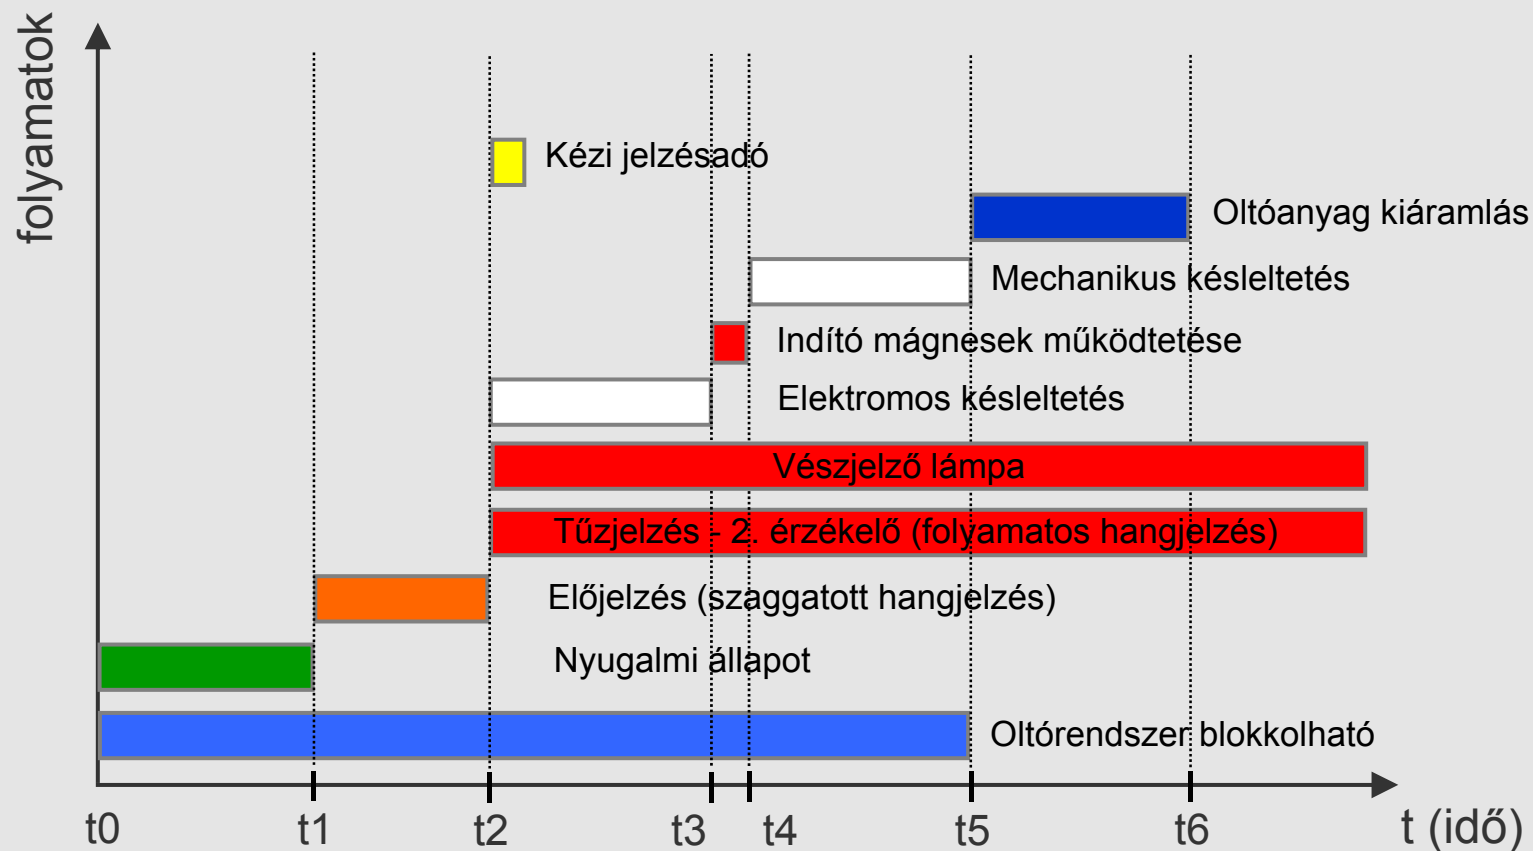 folyamatok
Kézi jelzésadó
Oltóanyag kiáramlás
Mechanikus késleltetés
Indító mágnesek működtetése
Elektromos késleltetés
Vészjelző lámpa
Tűzjelzés - 2. érzékelő (folyamatos hangjelzés)
Előjelzés (szaggatott hangjelzés)
Nyugalmi állapot
Oltórendszer blokkolható
t0 t1 t2 t3 t4 t5 t6 t (idő)